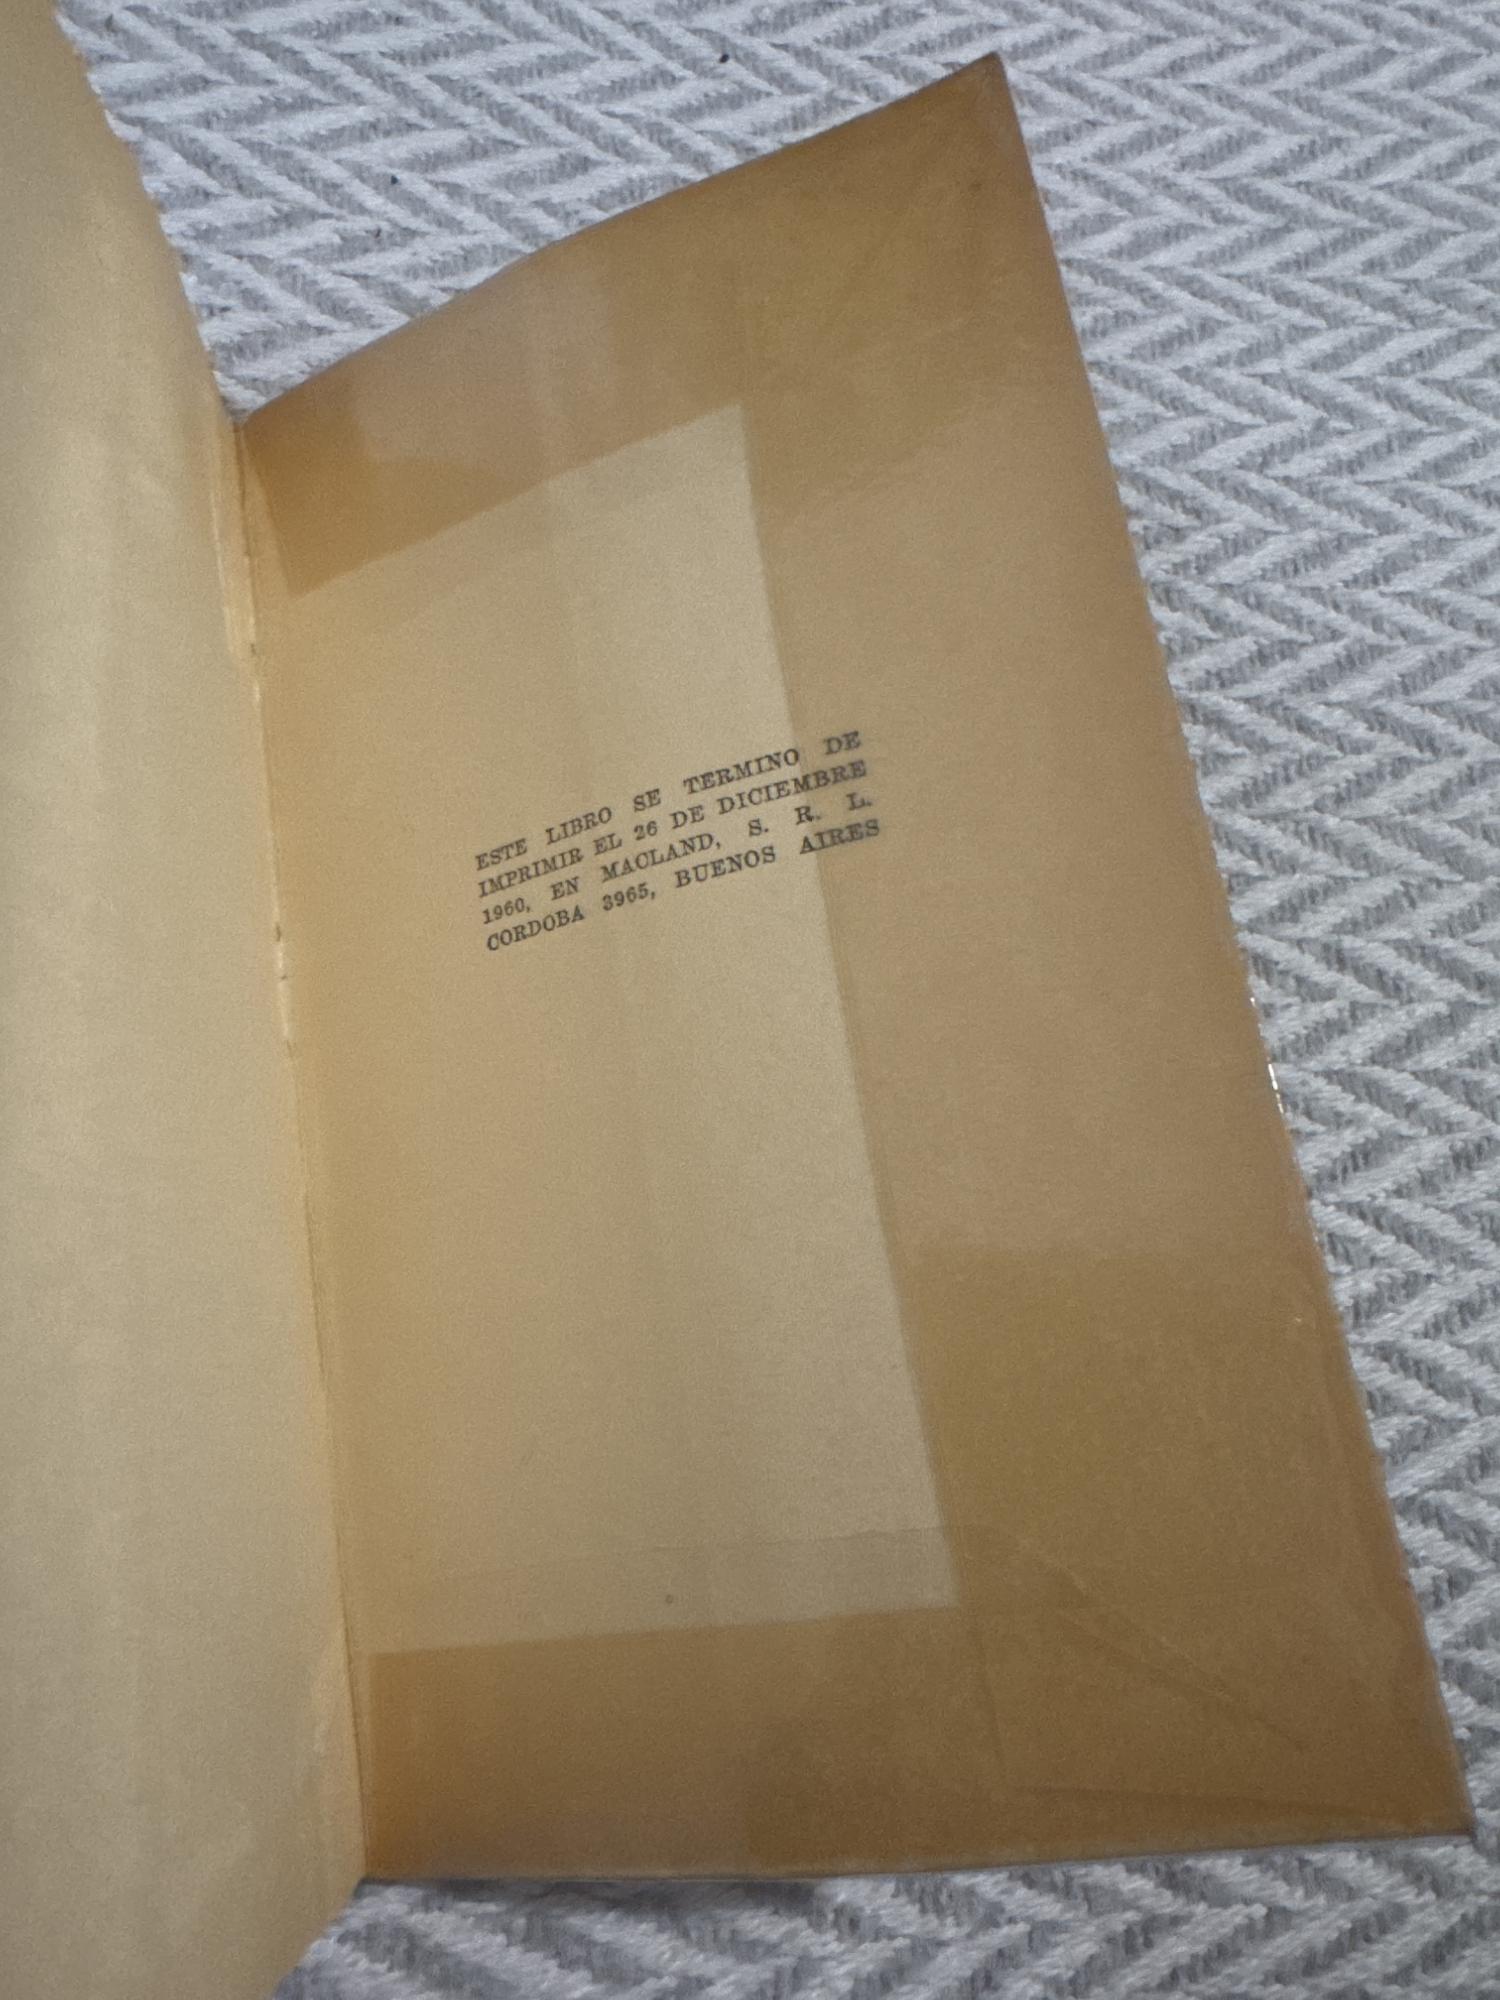 ESTE LIBRO SE TERMINO DE
IMPRIMIR EL 26 DE DICIEMBRE
1960, EN MACLAND, S. R. L.
CORDOBA 3965, BUENOS AIRES